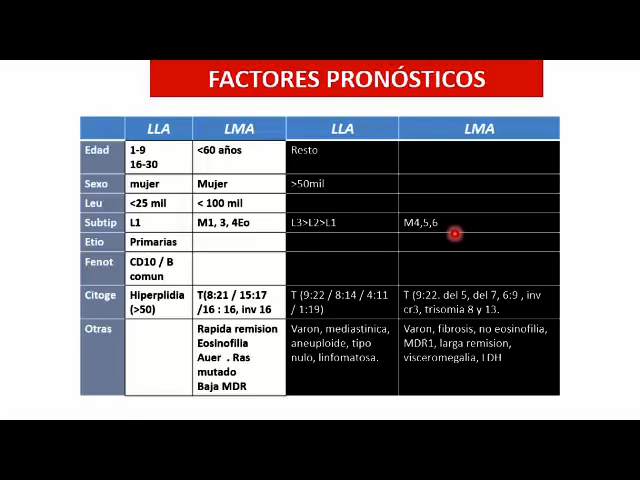 FACTORES PRONÓSTICOS
LLA LMA LLA LMA
Edad 1-9 <60 años Resto
16-30
Sexo mujer Mujer >50mil
Leu <25 mil < 100 mil
Subtip L1 M1, 3, 4Eo L3>L2>L1 M4,5,6
Etio Primarias
Fenot CD10 / B
comun
Citoge Hiperplidia T(8:21 / 15:17 T (9:22 / 8:14 / 4:11 T (9:22. del 5, del 7, 6:9 , inv
(>50) /16 : 16, inv 16 / 1:19) cr3, trisomia 8 y 13.
Otras Rapida remision Varon, mediastinica, Varon, fibrosis, no eosinofilia,
Eosinofilia aneuploide, tipo MDR1, larga remision,
Auer . Ras nulo, linfomatosa. visceromegalia, LDH
mutado
Baja MDR